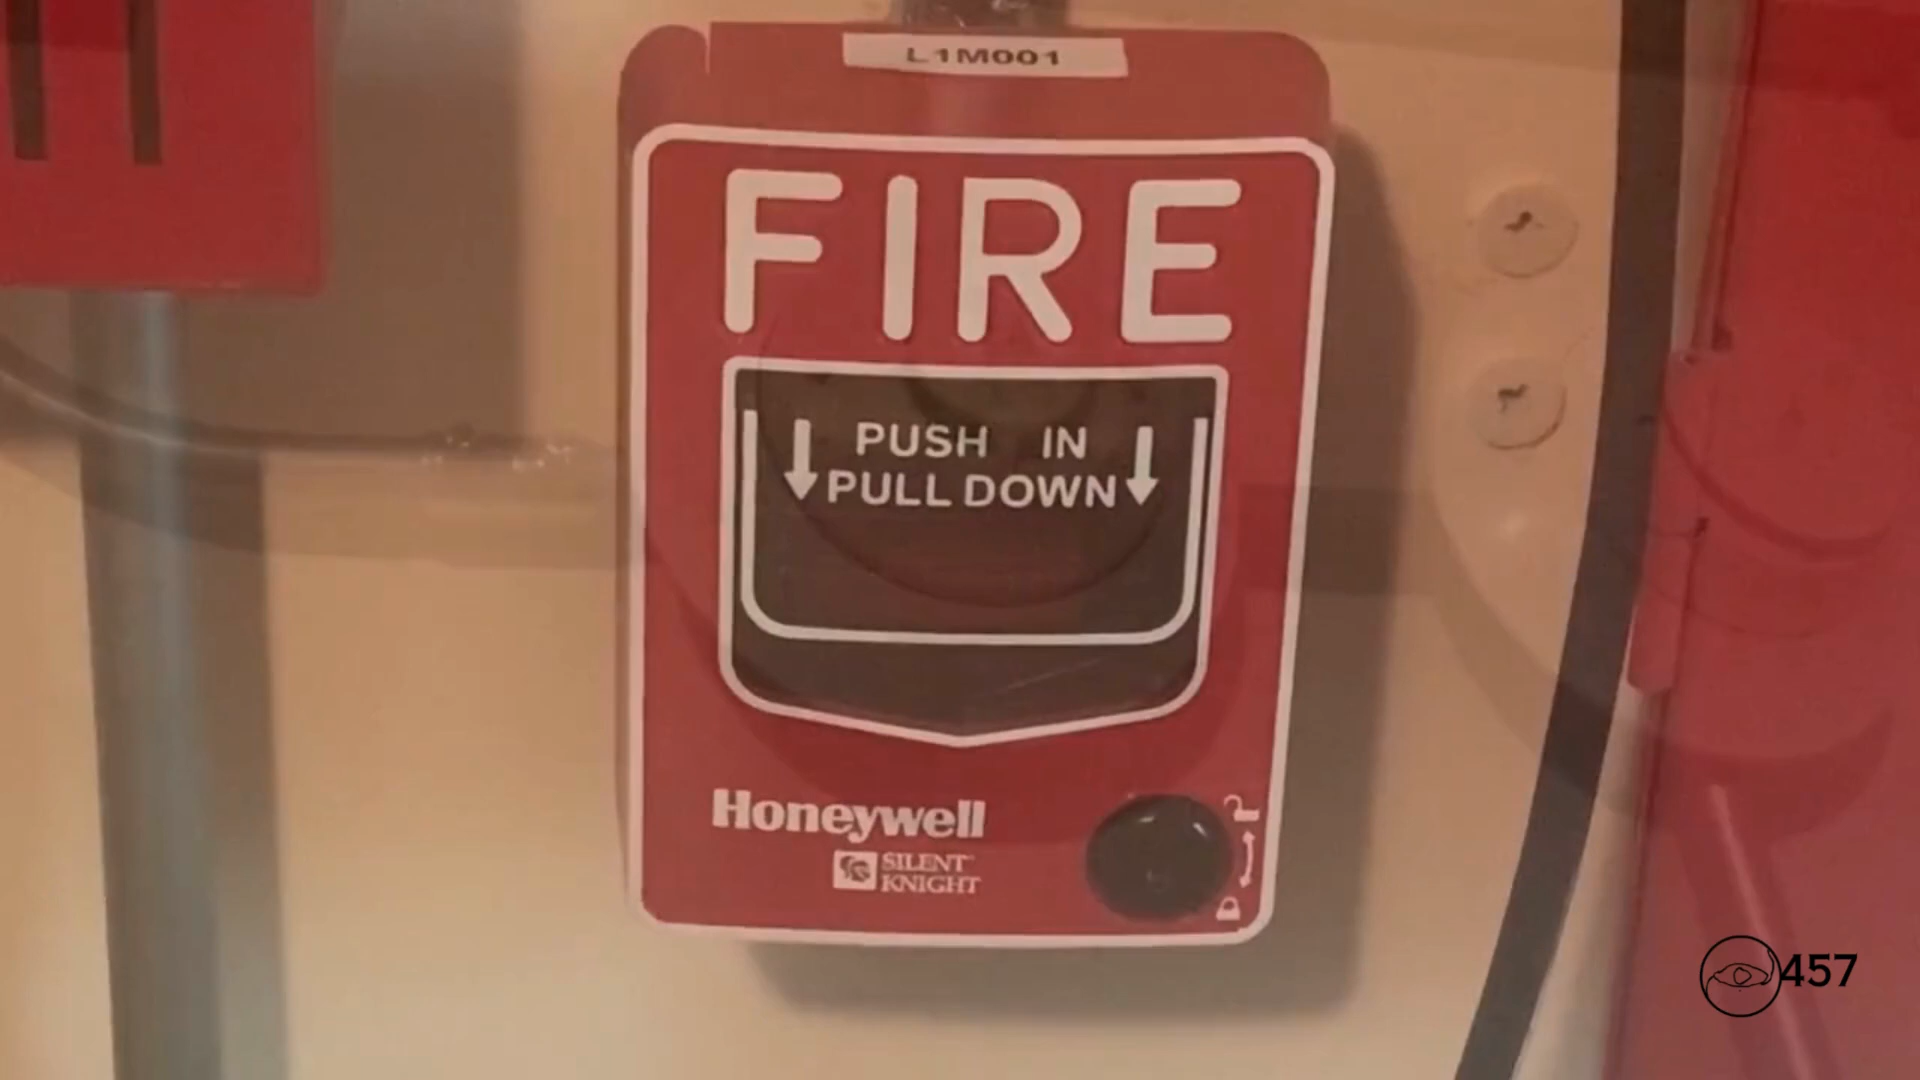 L1M001
FIRE
PUSH IN
PULL DOWN
Honeywell
SILENT
KNIGHT
457